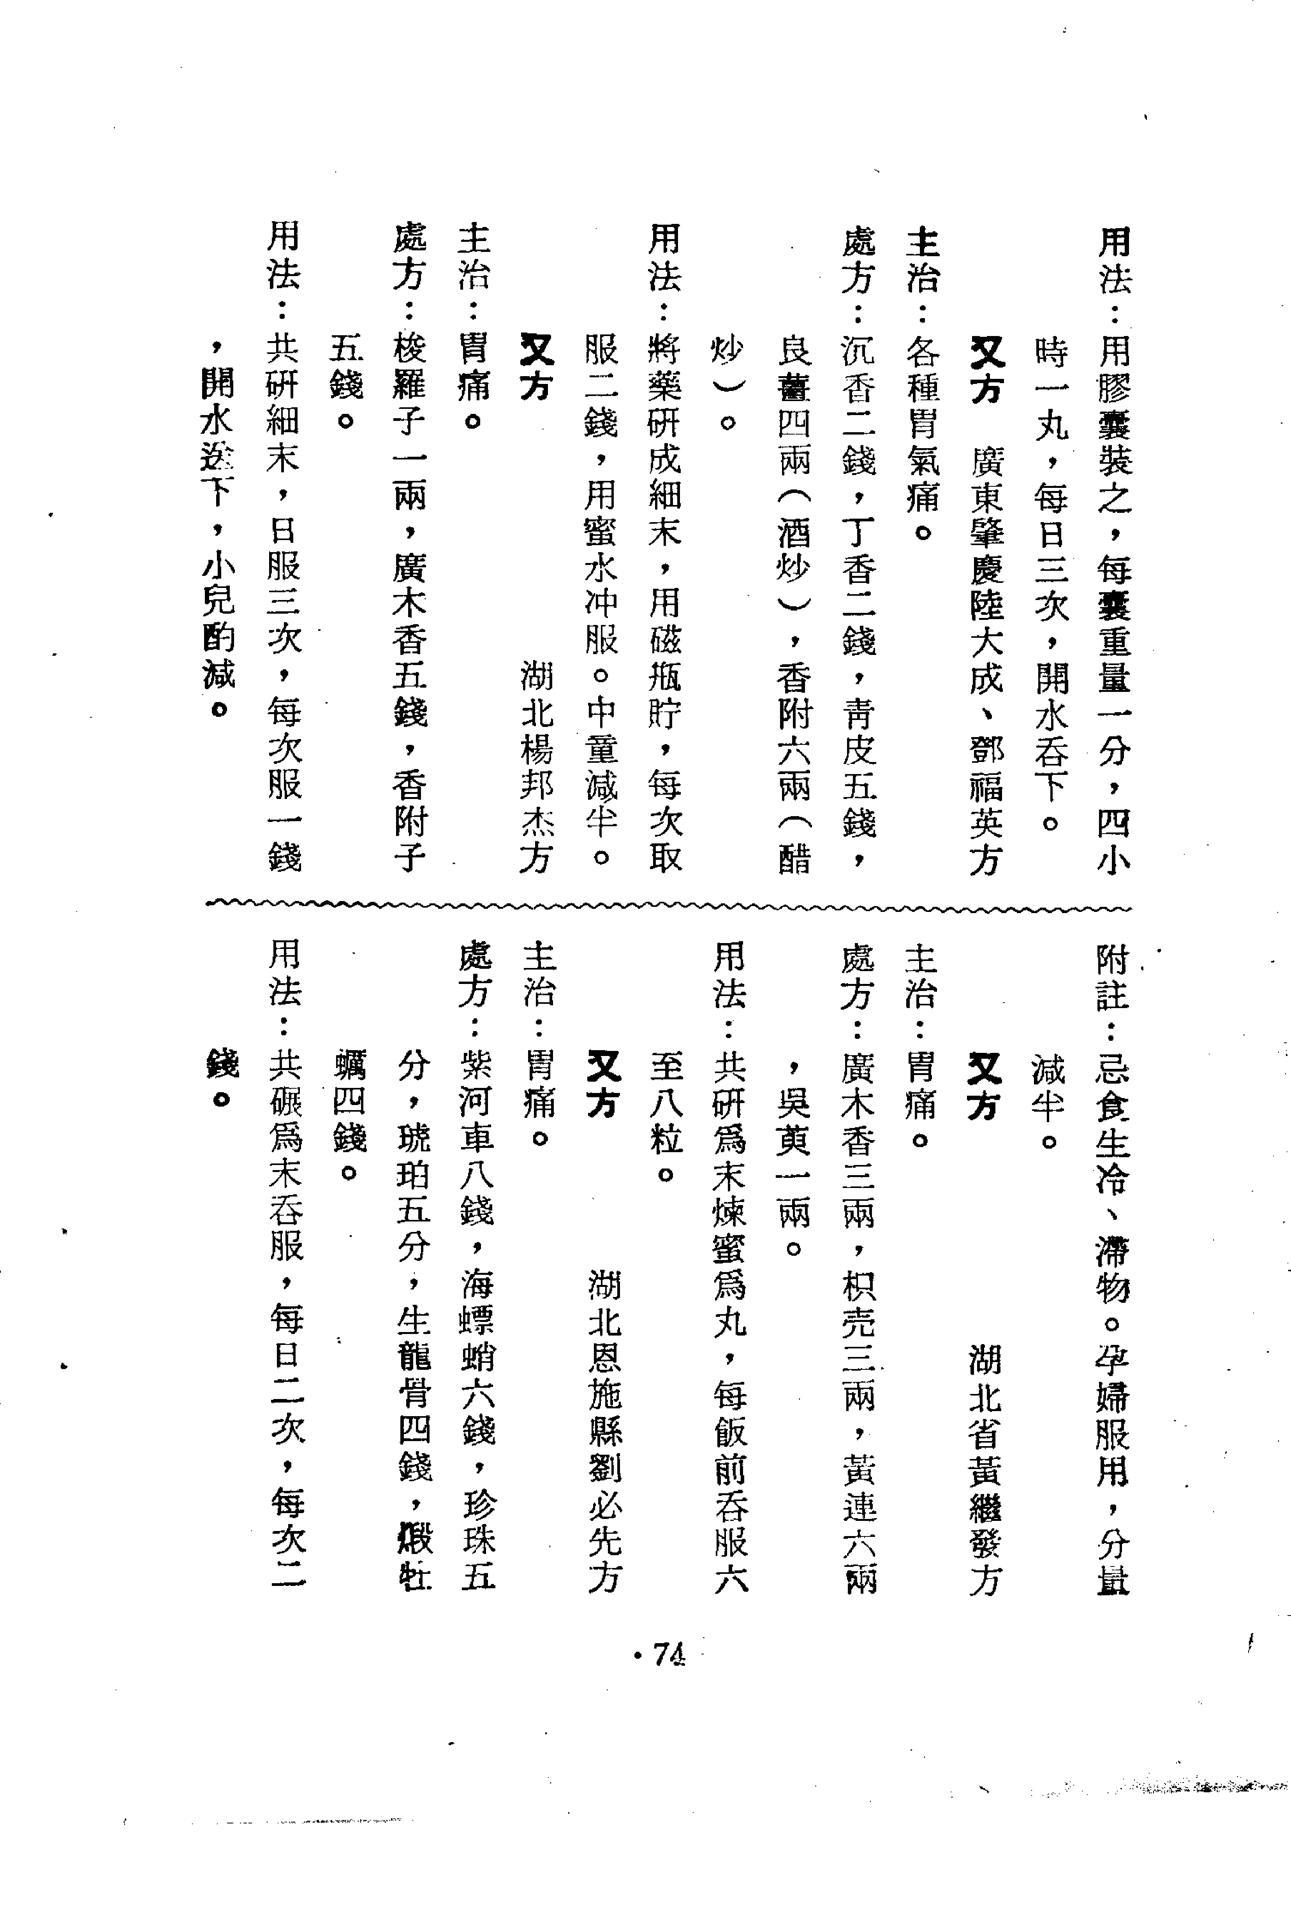 用法：用膠囊裝之，每囊重量一分，四小
時一丸，每日三次，開水吞下。
又方　廣東肇慶陸大成、鄧福英方
主治：各種胃氣痛。
處方：沉香二錢，丁香二錢，青皮五錢，
良薑四兩（酒炒），香附六兩（醋
炒）。
用法：將藥研成細末，用磁瓶貯，每次取
服二錢，用蜜水冲服。中童減半。
又方　湖北楊邦杰方
主治：胃痛。
處方：梭羅子一兩，廣木香五錢，香附子
五錢。
用法：共研細末，日服三次，每次服一錢
，開水送下，小兒酌減。
附註：忌食生冷、滯物。孕婦服用，分量
減半。
又方　湖北省黃繼發方
主治：胃痛。
處方：廣木香三兩，枳壳三兩，黃連六兩
，吳萸一兩。
用法：共研爲末煉蜜爲丸，每飯前吞服六
至八粒。
又方　湖北恩施縣劉必先方
主治：胃痛。
處方：紫河車八錢，海螵蛸六錢，珍珠五
分，琥珀五分，生龍骨四錢，煅牡
蠣四錢。
用法：共碾爲末吞服，每日二次，每次二
錢。
·74